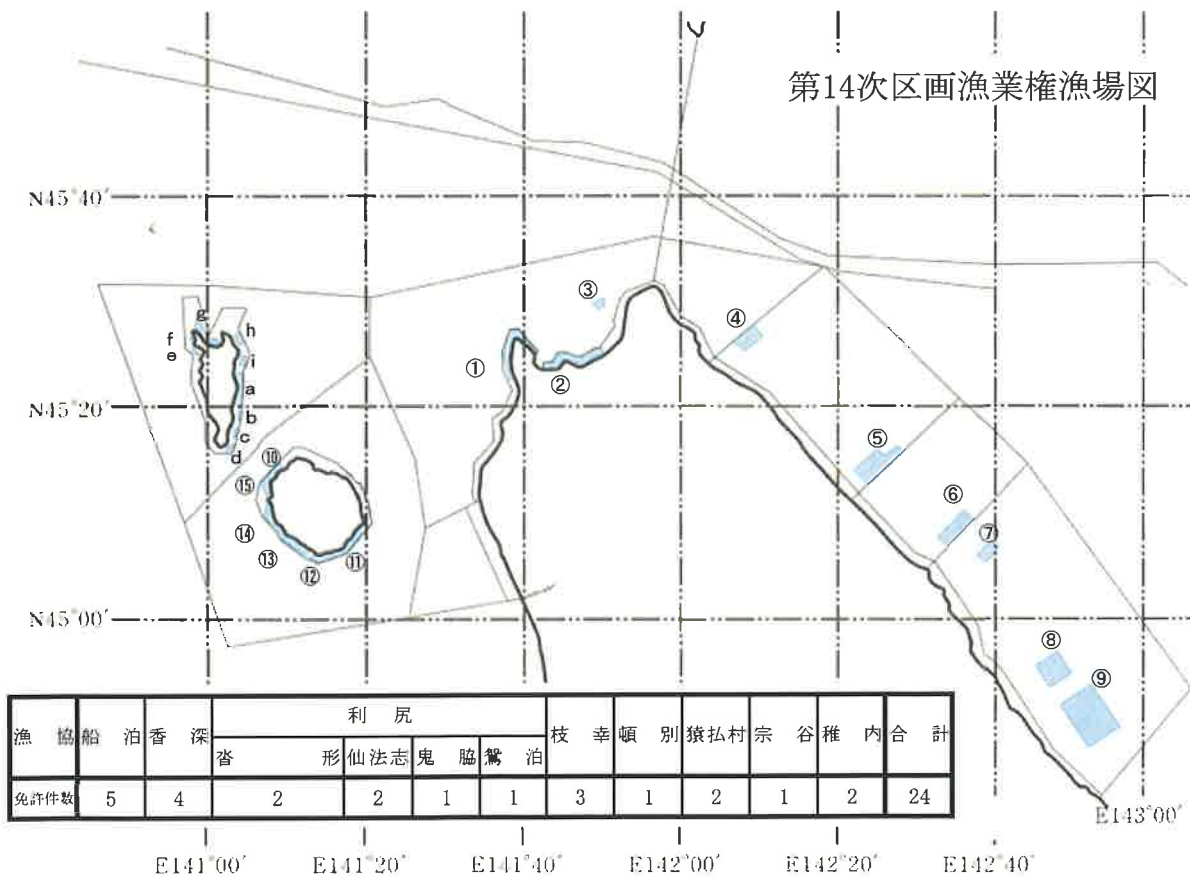 第14次区画漁業権漁場図
N45°40′
N45°20′
N45°00′
f
g
h
e
i
a
b
c
d
①
②
③
④
⑤
⑥
⑦
⑧
⑨
⑩
⑮
⑭
⑬
⑫
⑪
漁協 船泊 香深 利尻 枝幸 頓別 猿払村 宗谷 稚内 合計
沓形 仙法志 鬼脇 鴛泊
免許件数 5 4 2 2 1 1 3 1 2 1 2 24
E143°00′
E141°00′ E141°20′ E141°40′ E142°00′ E142°20′ E142°40′